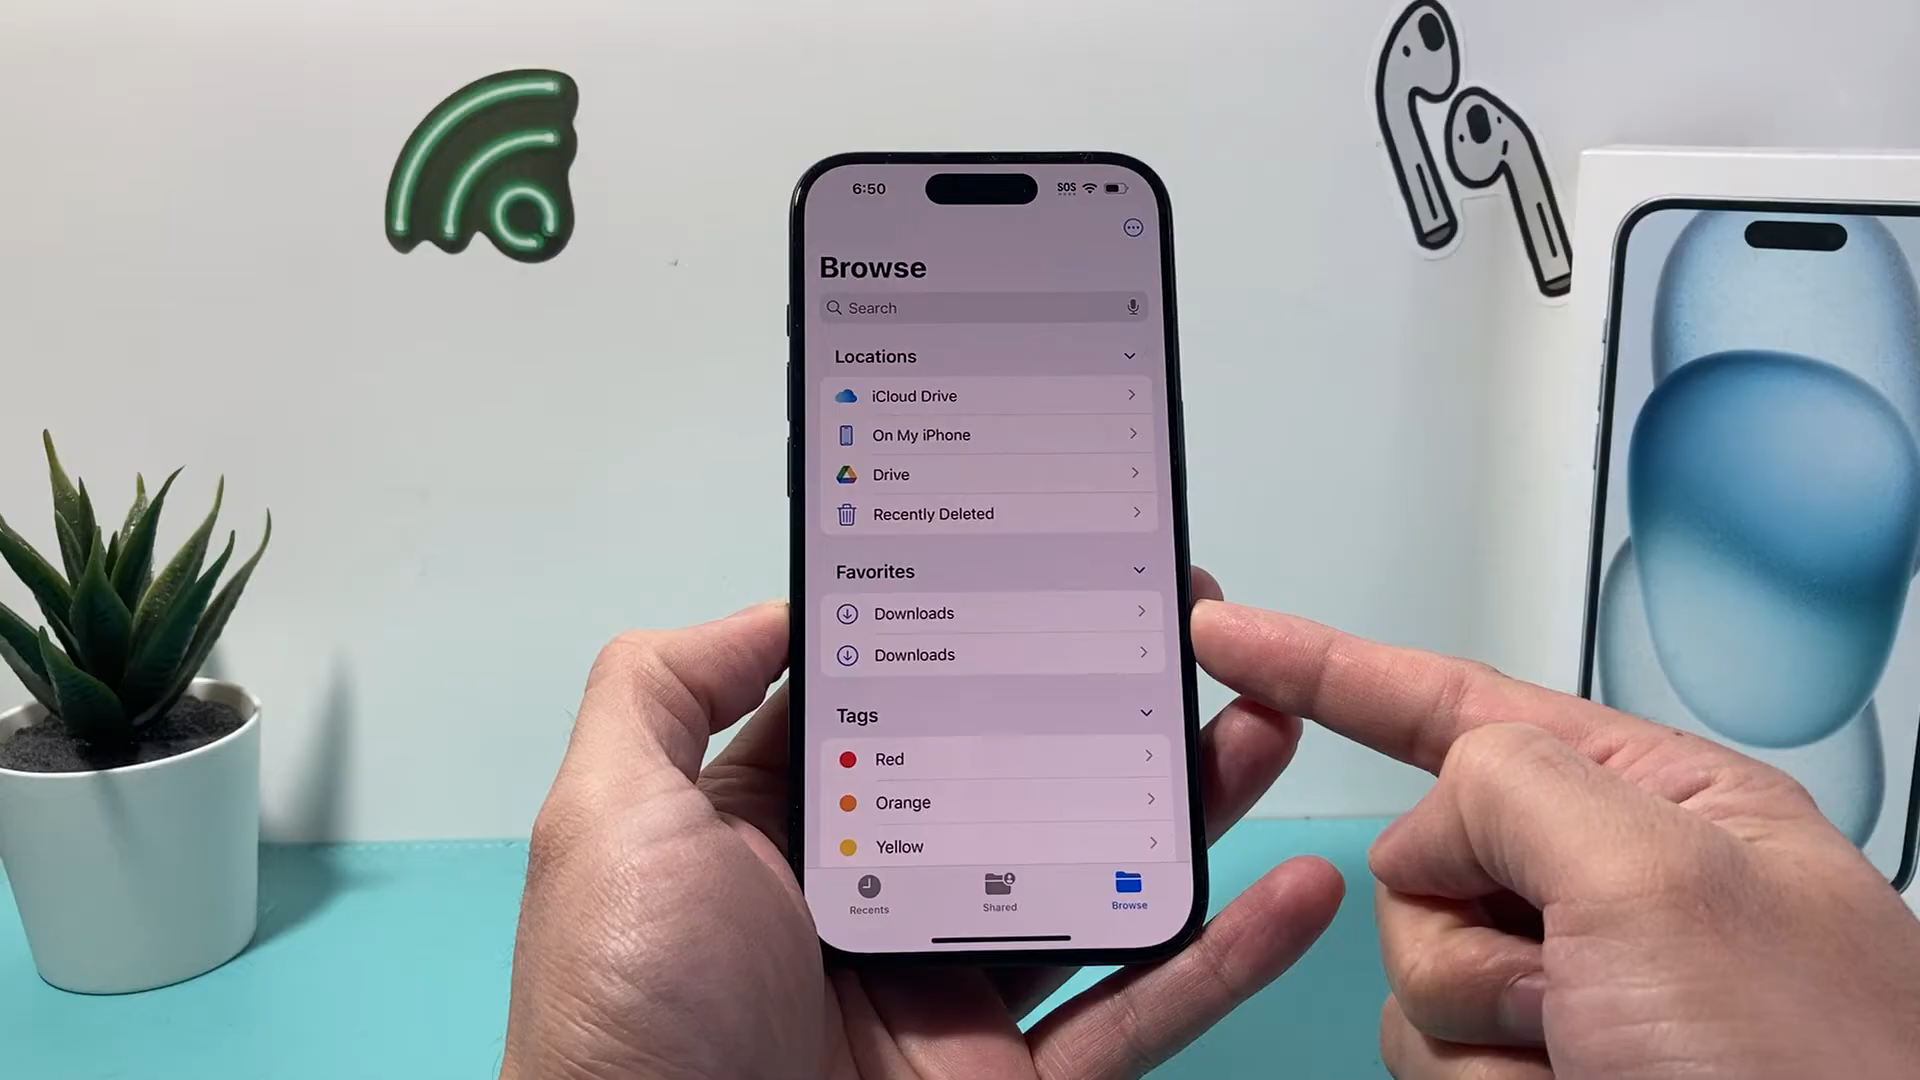 6:50
SOS
Browse
Search
Locations
iCloud Drive
On My iPhone
Drive
Recently Deleted
Favorites
Downloads
Downloads
Tags
Red
Orange
Yellow
Recents
Shared
Browse